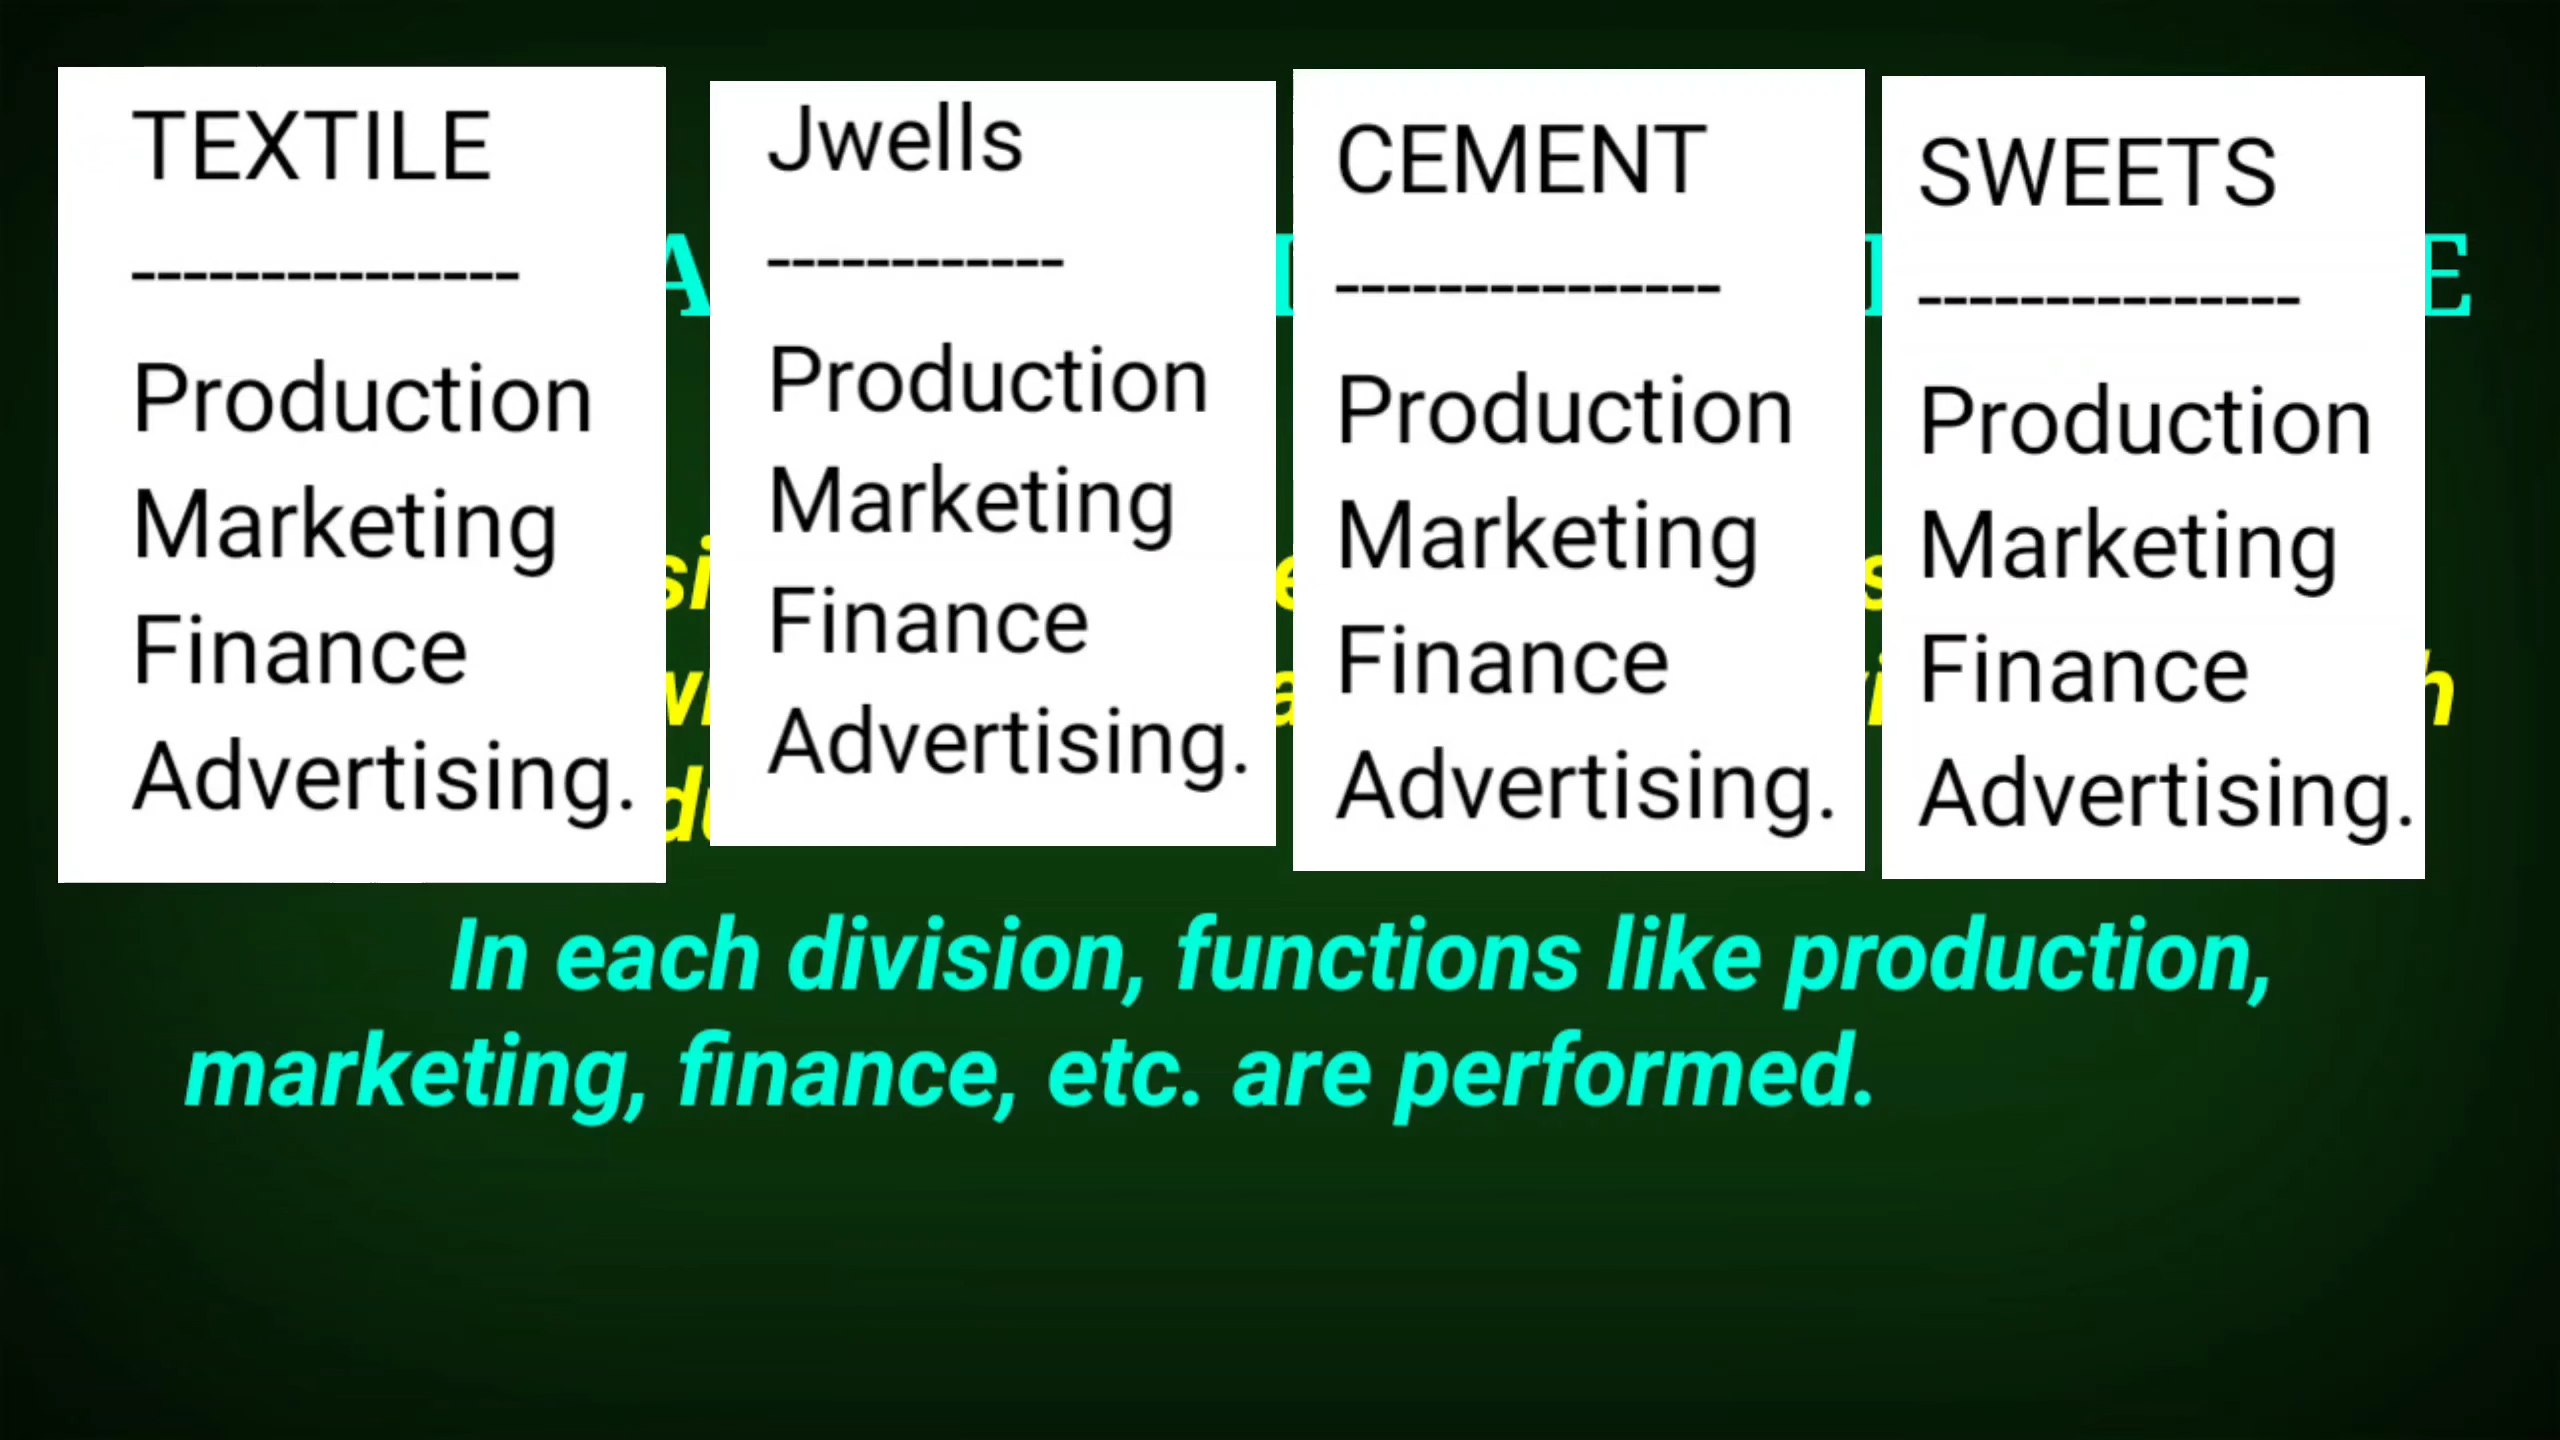 TEXTILE
---------------
Production
Marketing
Finance
Advertising.
Jwells
------------
Production
Marketing
Finance
Advertising.
CEMENT
---------------
Production
Marketing
Finance
Advertising.
SWEETS
---------------
Production
Marketing
Finance
Advertising.
In each division, functions like production,
marketing, finance, etc. are performed.